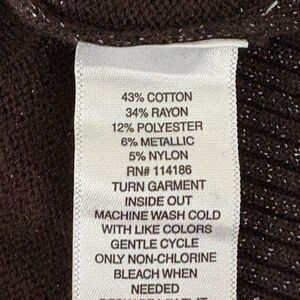 43% COTTON
34% RAYON
12% POLYESTER
6% METALLIC
5% NYLON
RN# 114186
TURN GARMENT
INSIDE OUT
MACHINE WASH COLD
WITH LIKE COLORS
GENTLE CYCLE
ONLY NON-CHLORINE
BLEACH WHEN
NEEDED